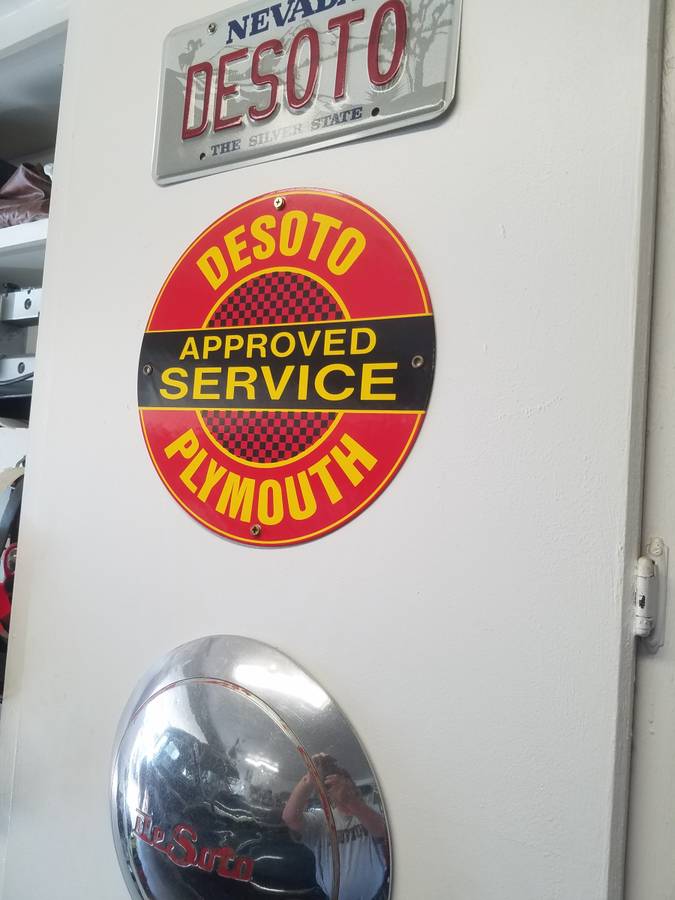 NEVADA
DESOTO
THE SILVER STATE
DESOTO
APPROVED
SERVICE
PLYMOUTH
DeSoto